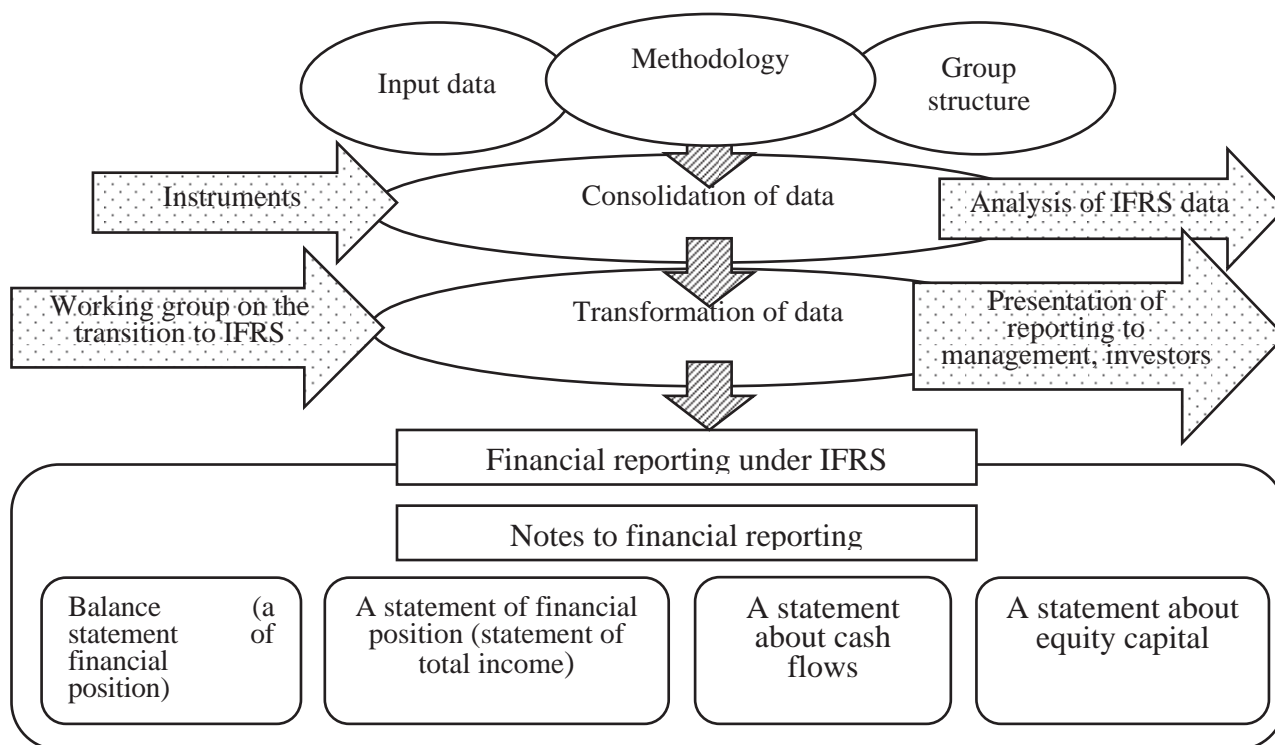 Input data
Methodology
Group
structure
Instruments
Consolidation of data
Analysis of IFRS data
Working group on the
transition to IFRS
Transformation of data
Presentation of
reporting to
management, investors
Financial reporting under IFRS
Notes to financial reporting
Balance (a
statement of
financial
position)
A statement of financial
position (statement of
total income)
A statement
about cash
flows
A statement about
equity capital